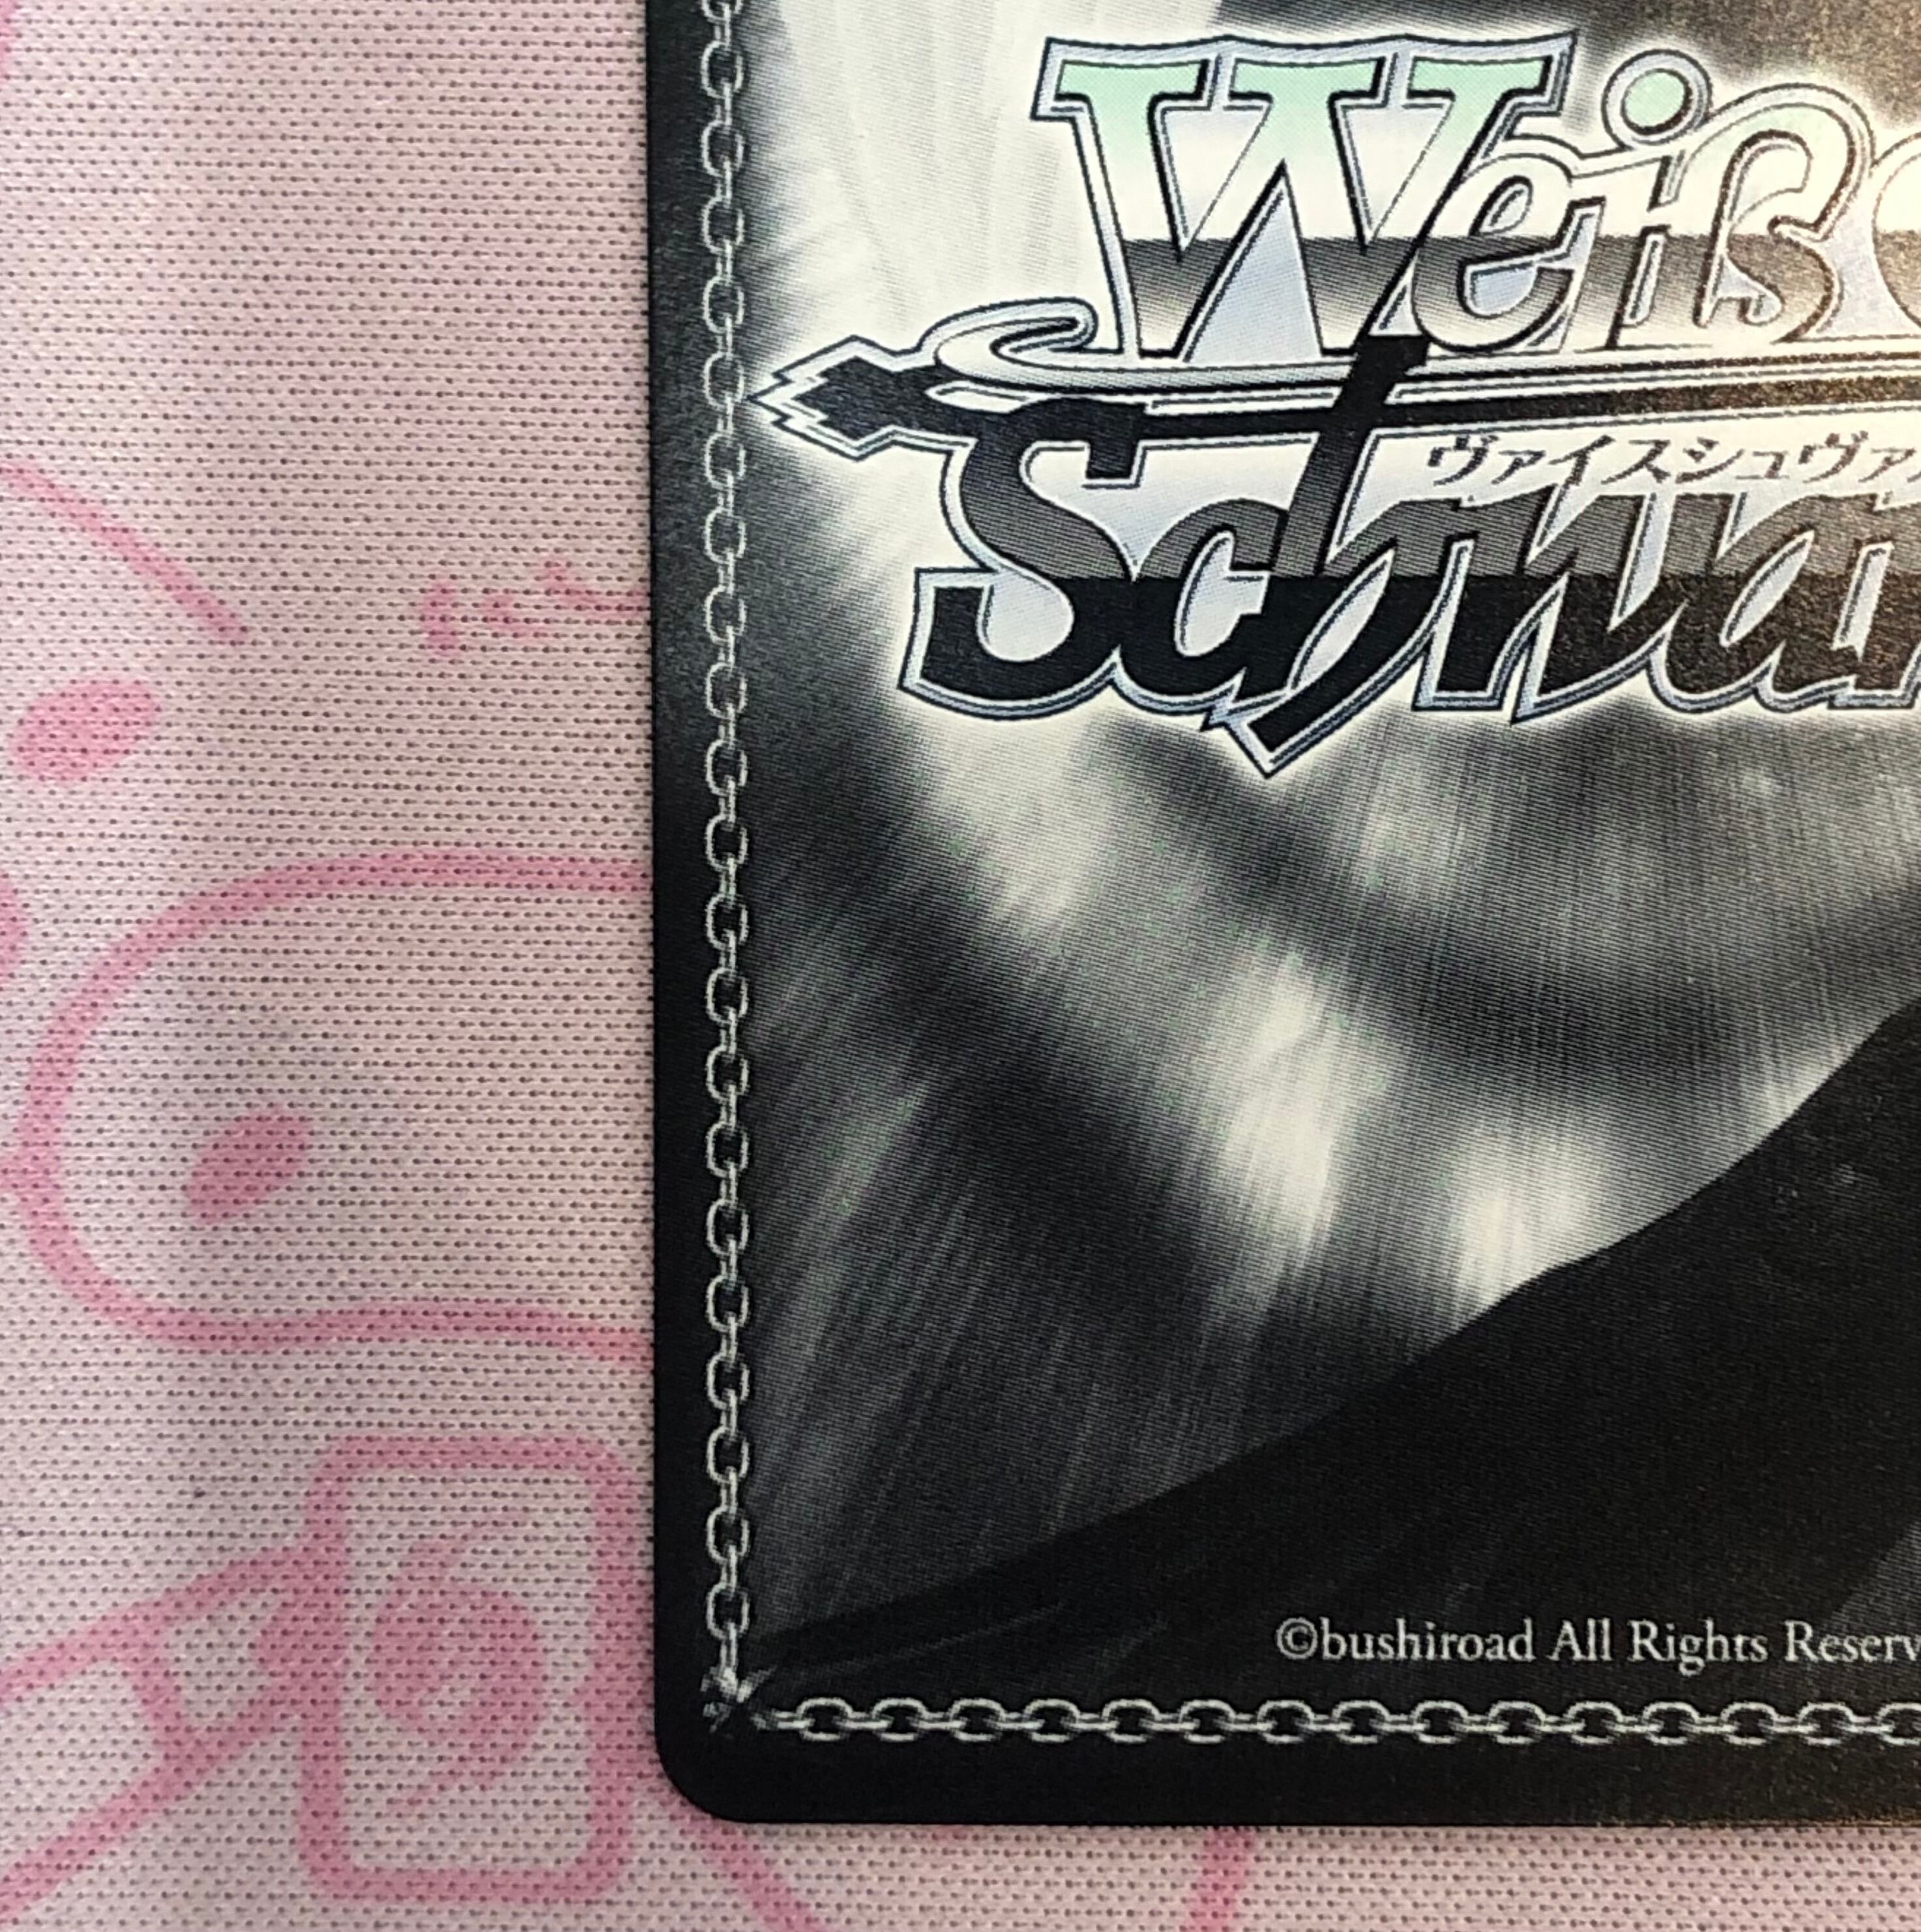 Weiß
ヴァイスシュヴァ
Schwar
©bushiroad All Rights Reserv